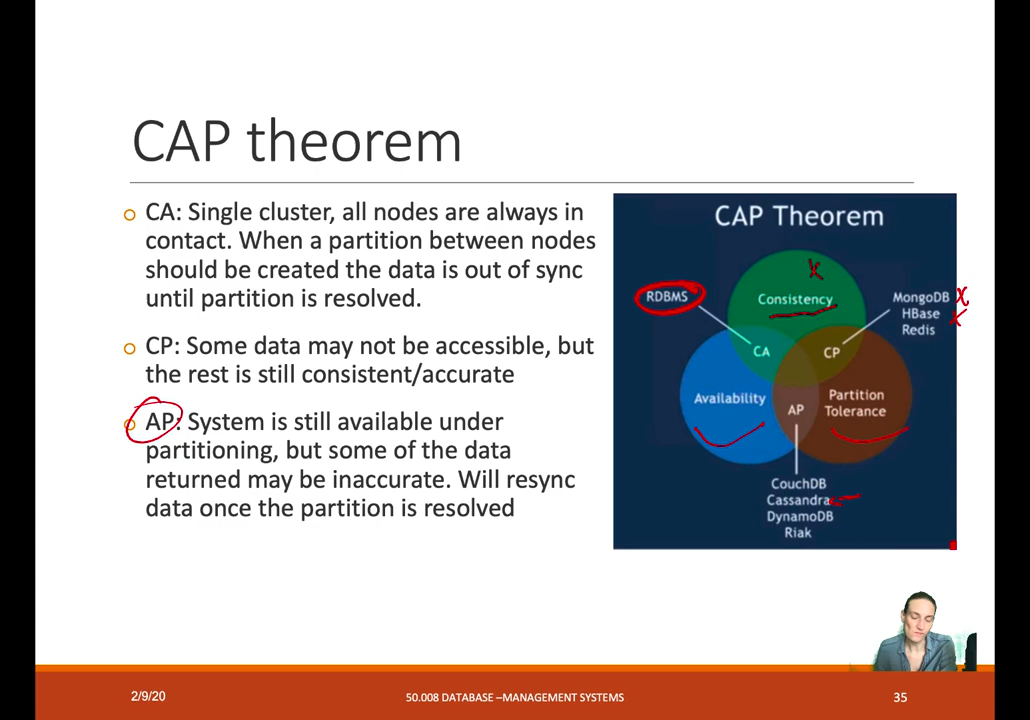 CAP theorem
CA: Single cluster, all nodes are always in
contact. When a partition between nodes
should be created the data is out of sync
until partition is resolved.
CP: Some data may not be accessible, but
the rest is still consistent/accurate
AP: System is still available under
partitioning, but some of the data
returned may be inaccurate. Will resync
data once the partition is resolved
CAP Theorem
RDBMS
Consistency
MongoDB
HBase
Redis
CA
CP
Availability
Partition
Tolerance
AP
CouchDB
Cassandra
DynamoDB
Riak
2/9/20
50.008 DATABASE –MANAGEMENT SYSTEMS
35